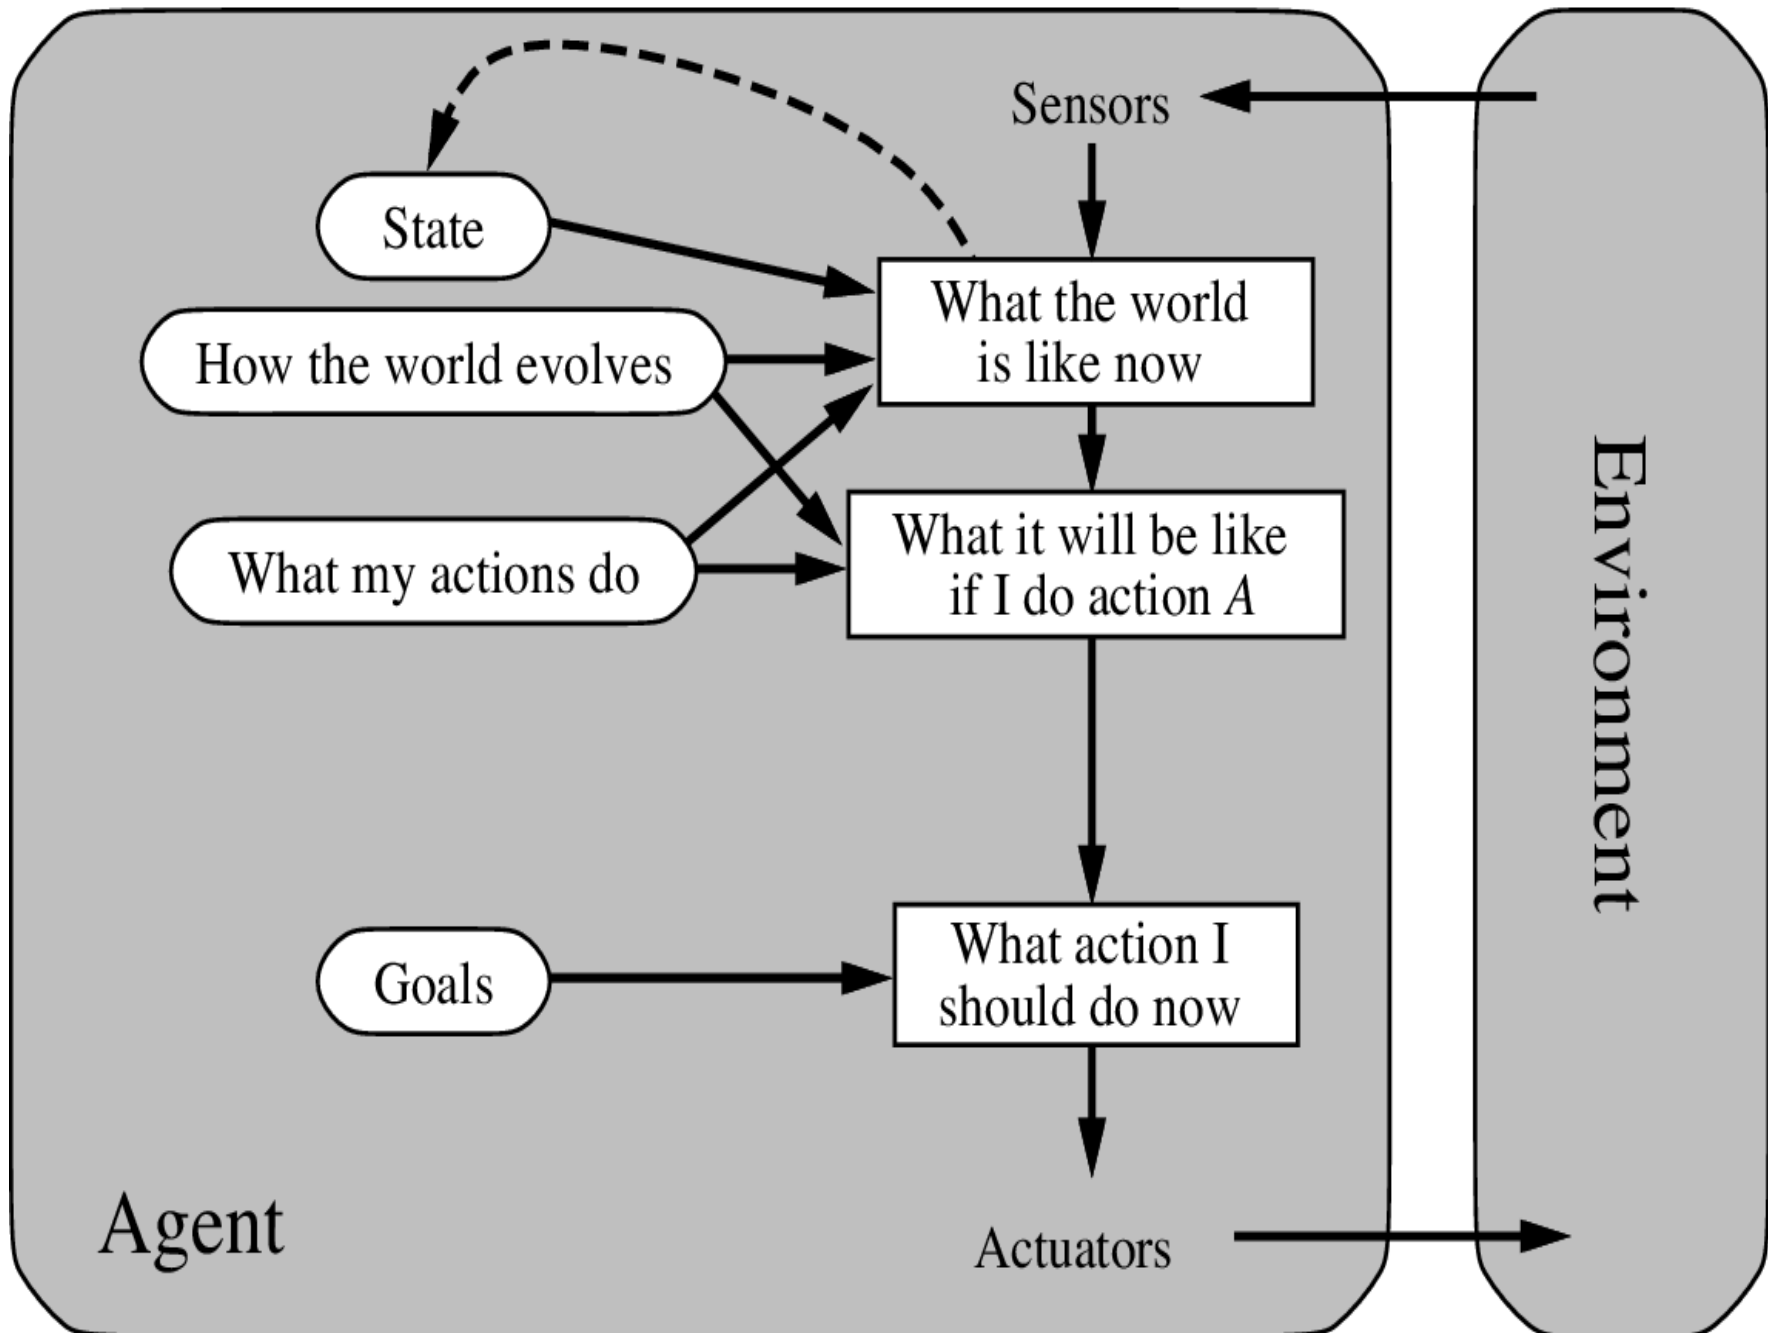 Sensors
State
What the world
is like now
How the world evolves
What it will be like
if I do action A
What my actions do
Environment
What action I
should do now
Goals
Agent
Actuators